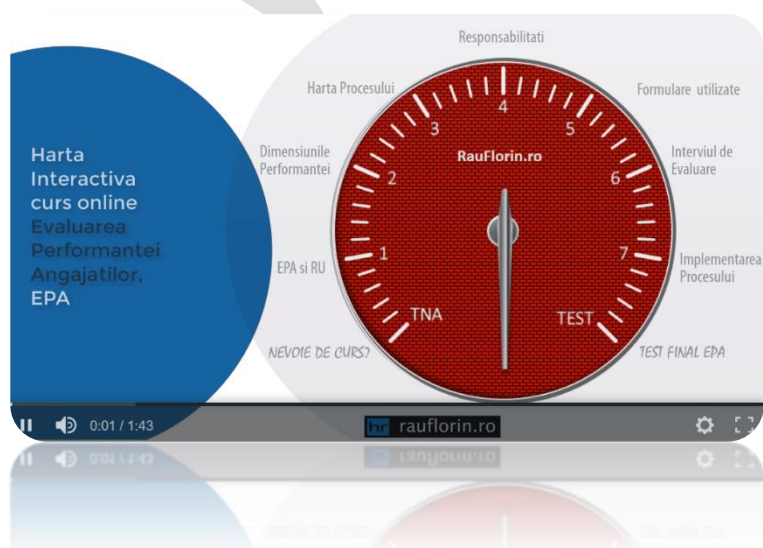 Responsabilitati
Harta Procesului
Formulare utilizate
4
3
5
Dimensiunile
Performantei
RauFlorin.ro
Interviul de
Evaluare
2
6
Harta
Interactiva
curs online
Evaluarea
Performantei
Angajatilor,
EPA
EPA si RU
1
7
Implementarea
Procesului
TNA
TEST
NEVOIE DE CURS?
TEST FINAL EPA
0:01 / 1:43
hr rauflorin.ro